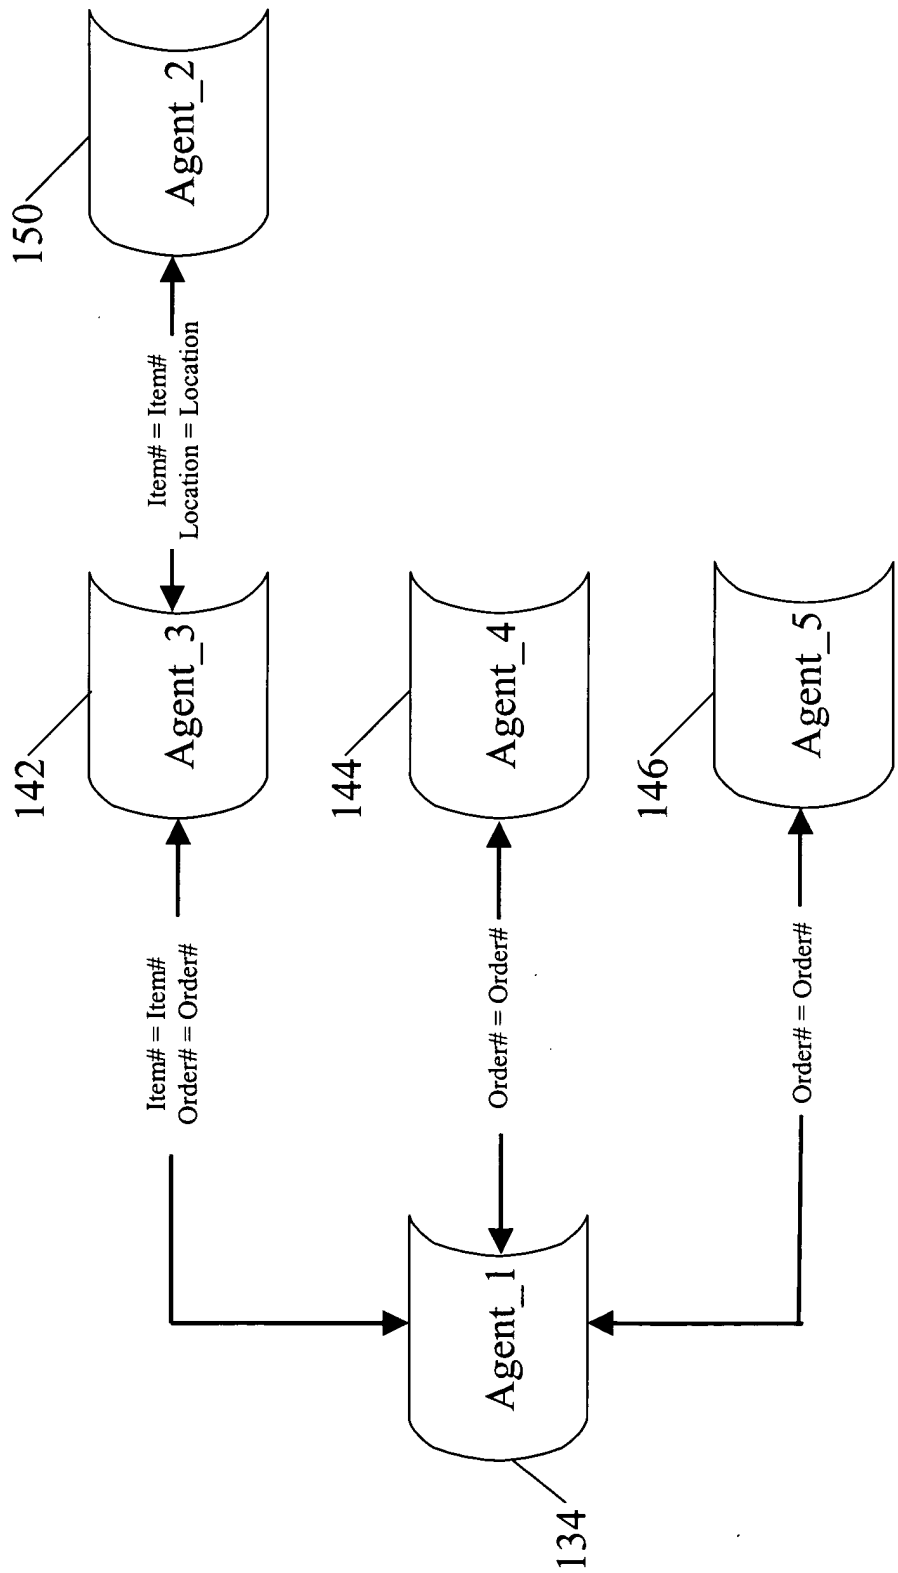 150
Agent_2
Item# = Item#
Location = Location
142
Agent_3
144
Agent_4
146
Agent_5
Item# = Item#
Order# = Order#
Order# = Order#
Order# = Order#
Agent_1
134